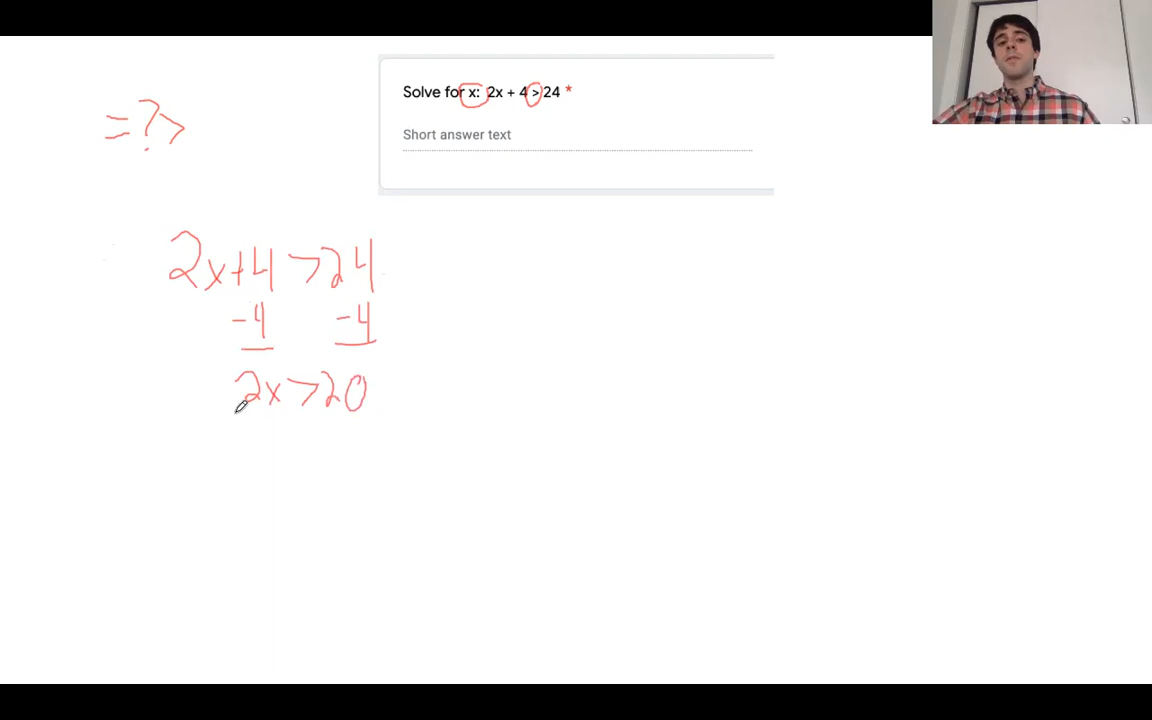 Solve for x: 2x + 4 > 24 *
Short answer text
= ? >
2x+4 > 24
-4 -4
2x > 20